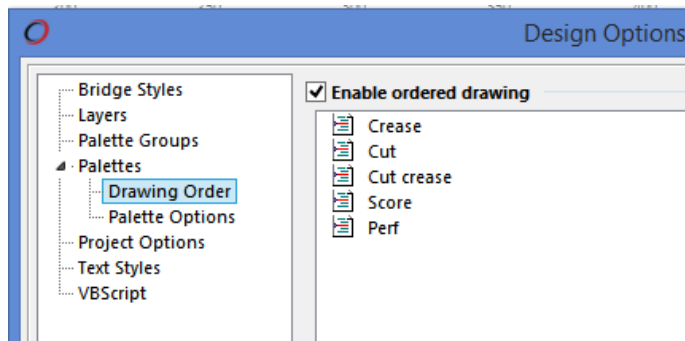 Design Options
Bridge Styles
Layers
Palette Groups
Palettes
Drawing Order
Palette Options
Project Options
Text Styles
VBScript
Enable ordered drawing
Crease
Cut
Cut crease
Score
Perf